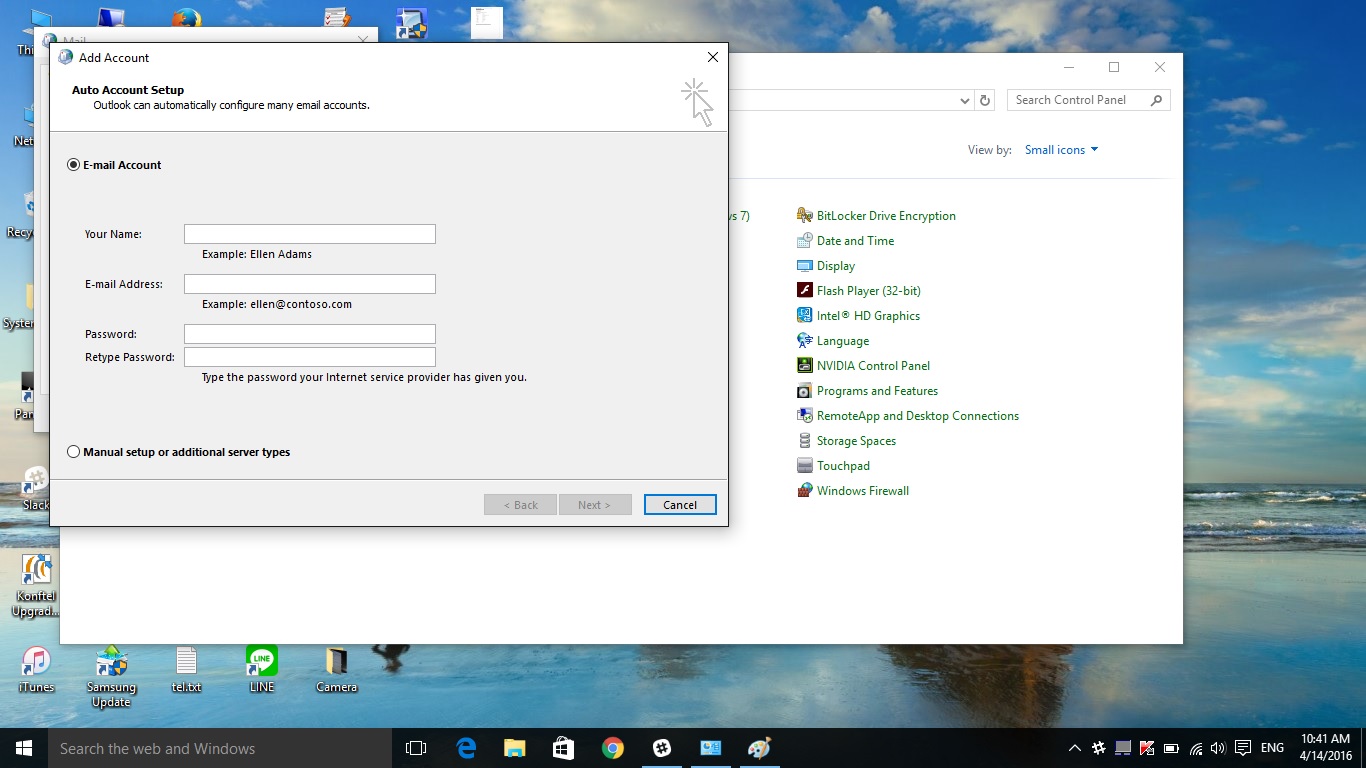 Mail
Add Account
Auto Account Setup
Outlook can automatically configure many email accounts.
E-mail Account
Your Name:
Example: Ellen Adams
E-mail Address:
Example: ellen@contoso.com
Password:
Retype Password:
Type the password your Internet service provider has given you.
Manual setup or additional server types
< Back
Next >
Cancel
Search Control Panel
View by:
Small icons
vs 7)
BitLocker Drive Encryption
Date and Time
Display
Flash Player (32-bit)
Intel® HD Graphics
Language
NVIDIA Control Panel
Programs and Features
RemoteApp and Desktop Connections
Storage Spaces
Touchpad
Windows Firewall
Thi
Net
Recy
System
Par
Slack
Konftel
Upgrad...
iTunes
Samsung
Update
tel.txt
LINE
LINE
Camera
Search the web and Windows
ENG
10:41 AM
4/14/2016